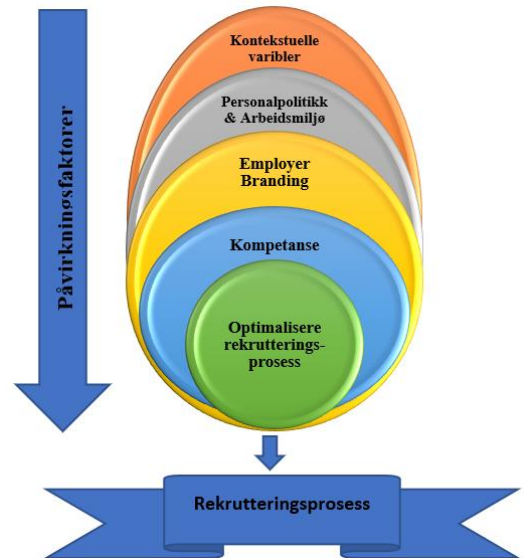 Påvirkningsfaktorer
Kontekstuelle
varibler
Personalpolitikk
& Arbeidsmiljø
Employer
Branding
Kompetanse
Optimalisere
rekrutterings-
prosess
Rekrutteringsprosess